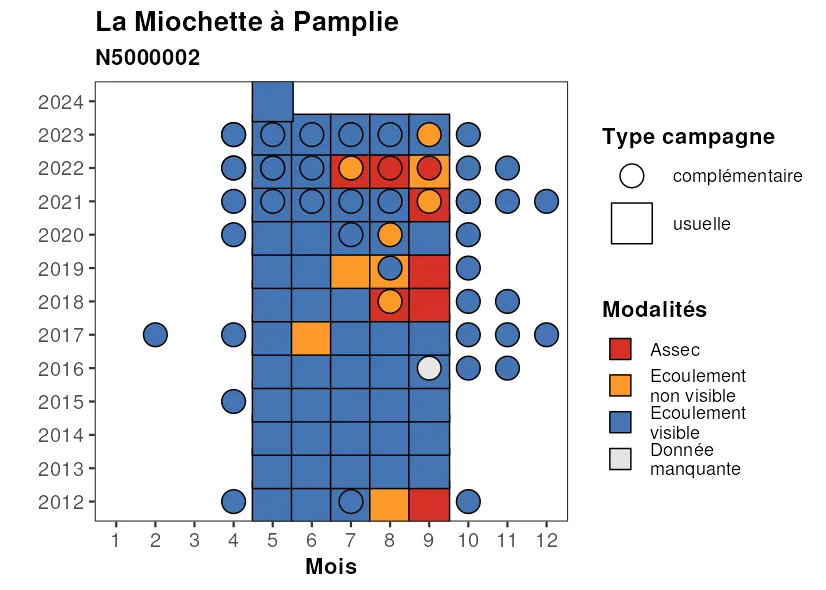 La Miochette à Pamplie
N5000002
2024
2023
2022
2021
2020
2019
2018
2017
2016
2015
2014
2013
2012
1 2 3 4 5 6 7 8 9 10 11 12
Mois
Type campagne
complémentaire
usuelle
Modalités
Assec
Ecoulement
non visible
Ecoulement
visible
Donnée
manquante